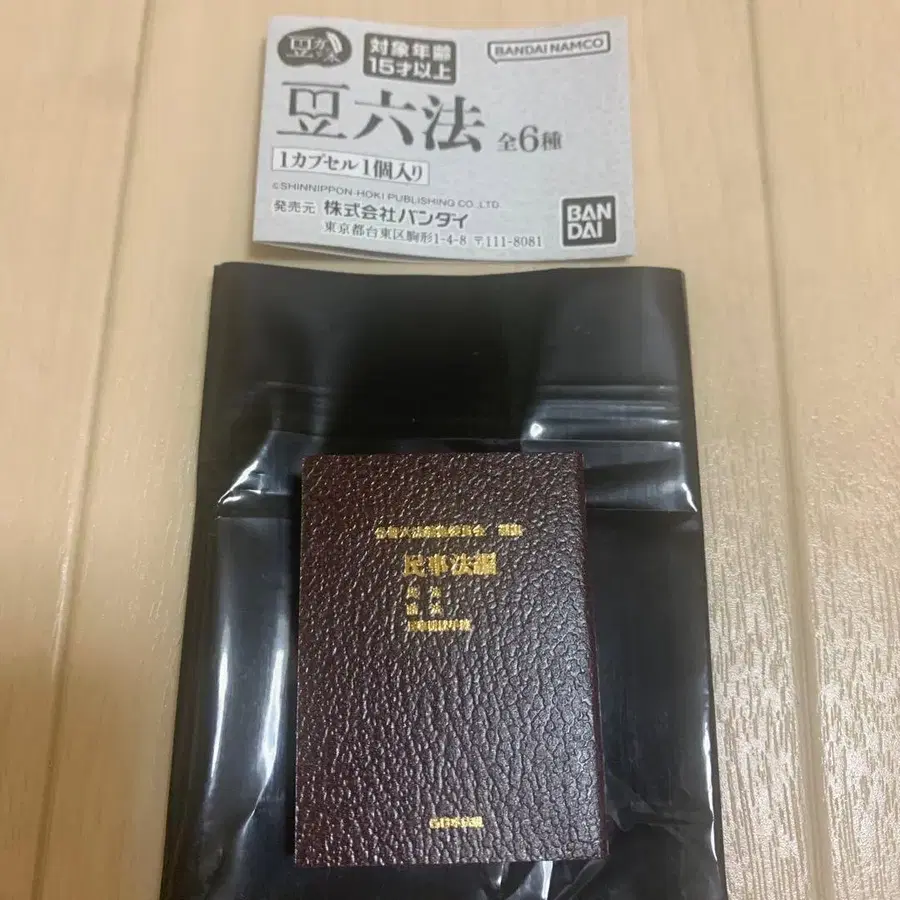 豆ガシャ本
対象年齢
15才以上
BANDAI NAMCO
豆六法 全6種
1カプセル1個入り
©SHINNIPPON-HOKI PUBLISHING CO.,LTD.
発売元 株式会社バンダイ
東京都台東区駒形1-4-8 〒111-8081
BAN
DAI
民事法編